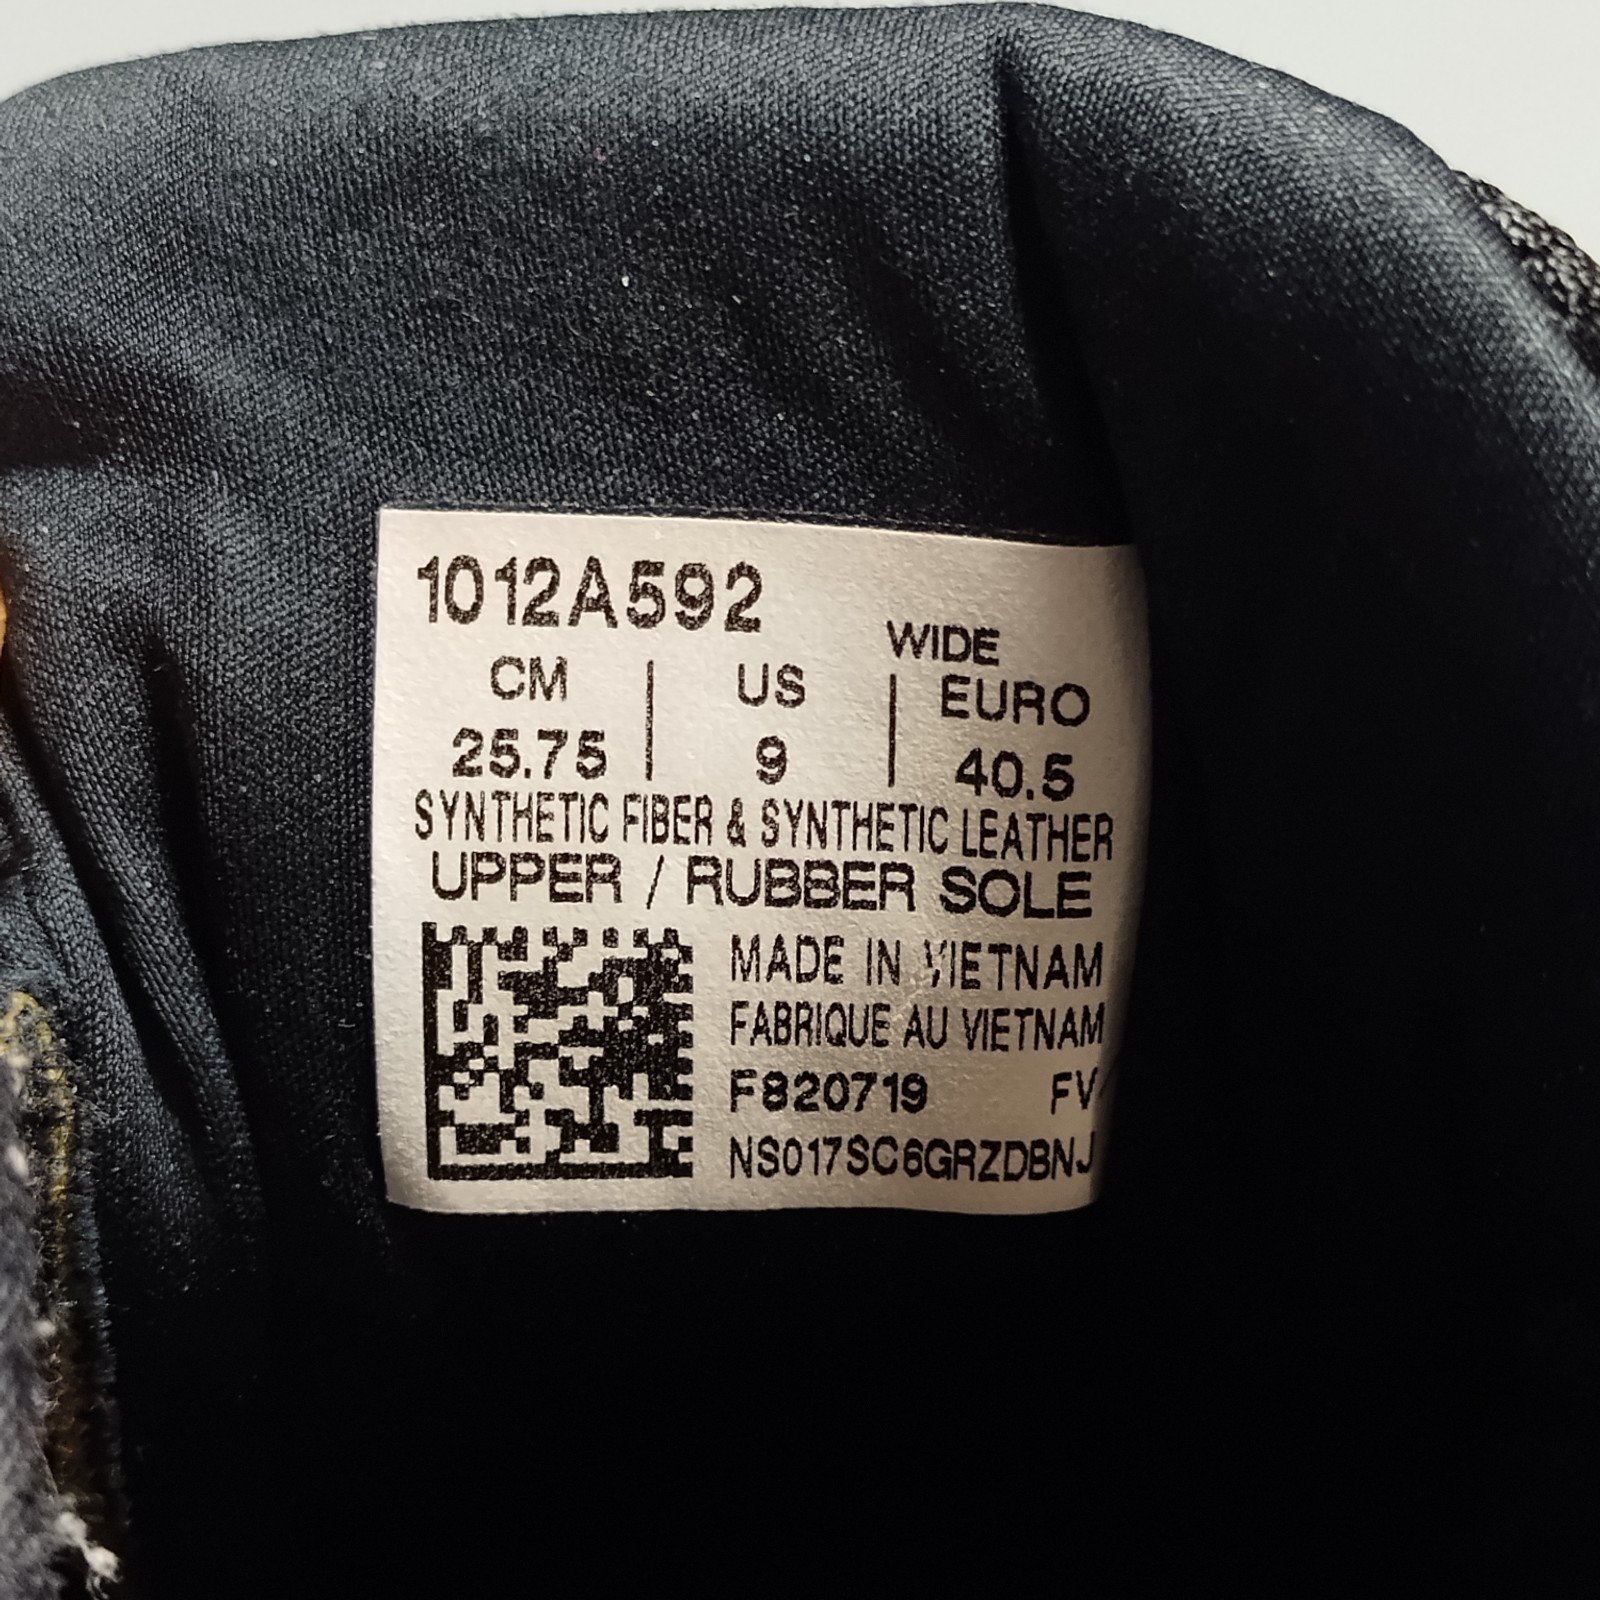 1012A592
WIDE
CM | US | EURO
25.75 | 9 | 40.5
SYNTHETIC FIBER & SYNTHETIC LEATHER
UPPER / RUBBER SOLE
MADE IN VIETNAM
FABRIQUE AU VIETNAM
F820719 FV
NS017SC6GRZDBNJ